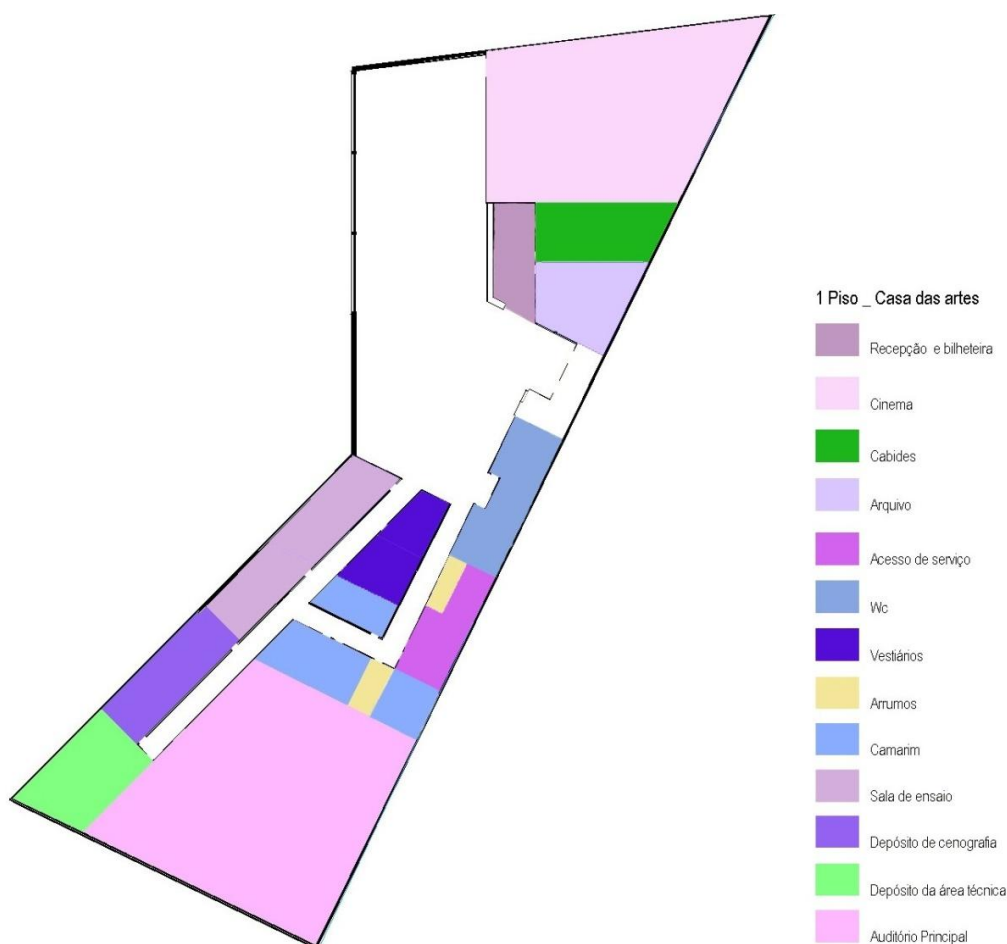 1 Piso _ Casa das artes
Recepção e bilheteira
Cinema
Cabides
Arquivo
Acesso de serviço
Wc
Vestiários
Arrumos
Camarim
Sala de ensaio
Depósito de cenografia
Depósito da área técnica
Auditório Principal